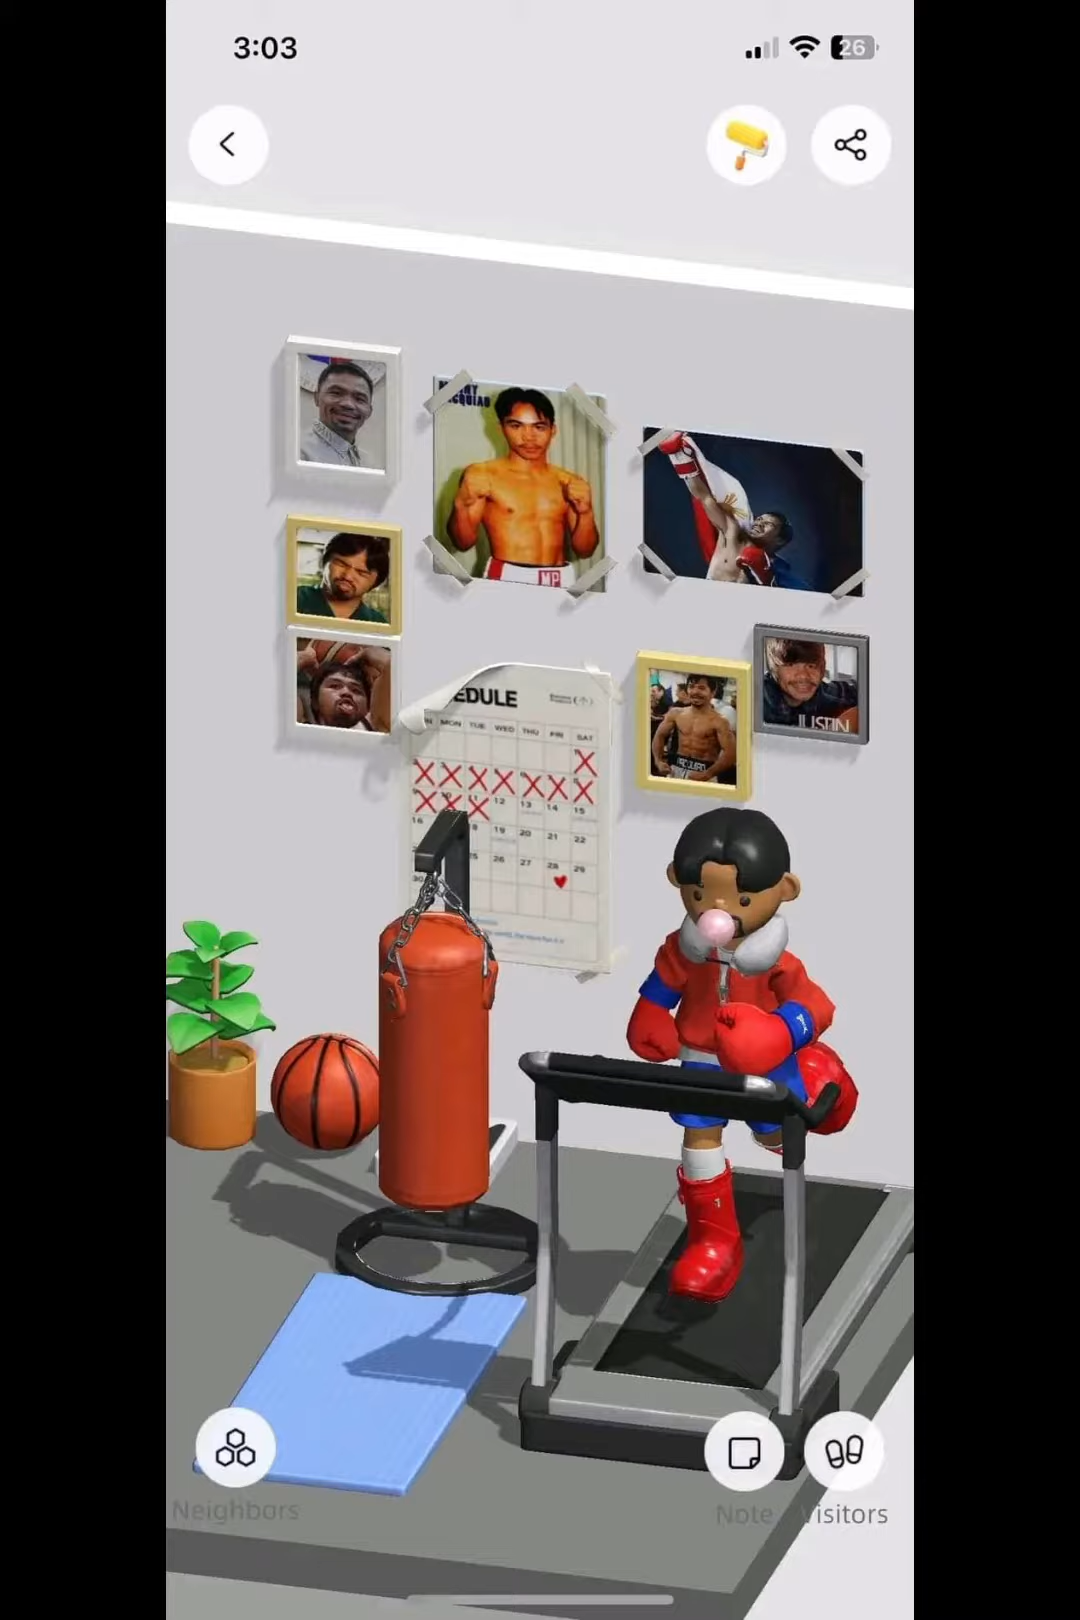 3:03
26
MP
JUSTIN
EDULE
MON TUE WED THU FRI SAT
12 13 14 15
16
19 20 21 22
26 27 28 29
30
Neighbors
Note
Visitors